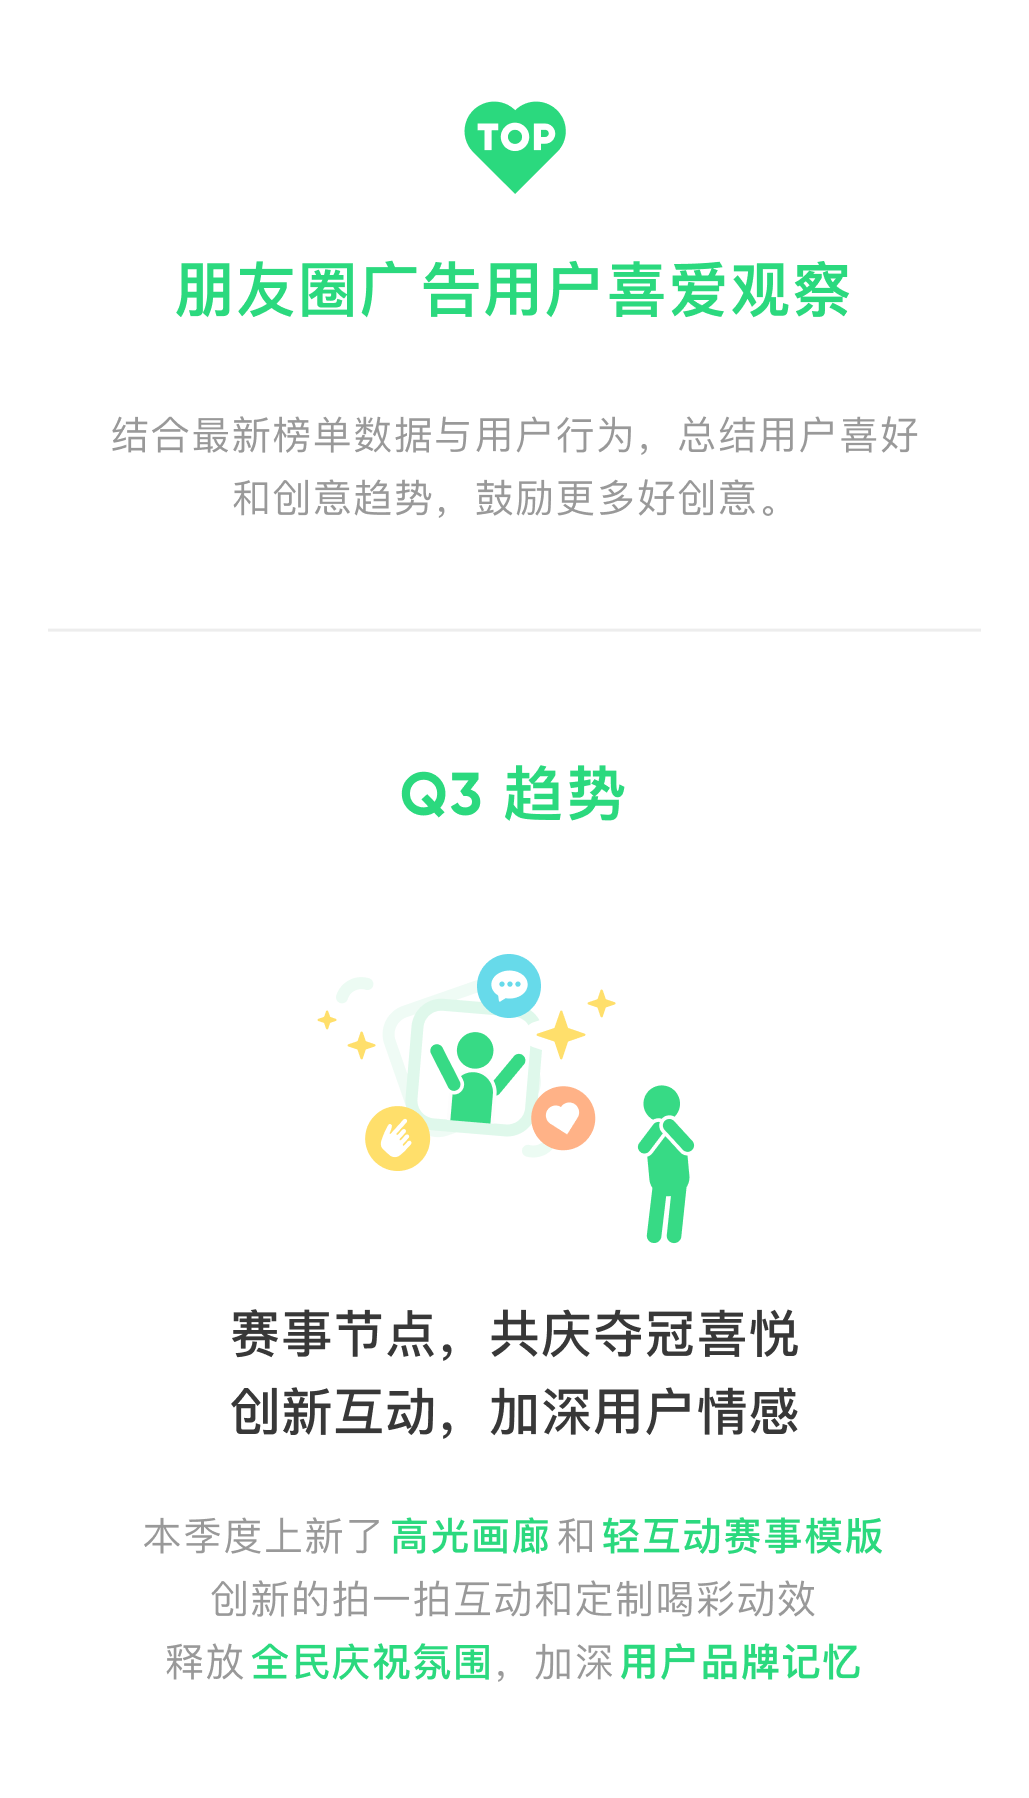 TOP
朋友圈广告用户喜爱观察
结合最新榜单数据与用户行为，总结用户喜好
和创意趋势，鼓励更多好创意。
Q3 趋势
赛事节点，共庆夺冠喜悦
创新互动，加深用户情感
本季度上新了高光画廊和轻互动赛事模版
创新的拍一拍互动和定制喝彩动效
释放全民庆祝氛围，加深用户品牌记忆